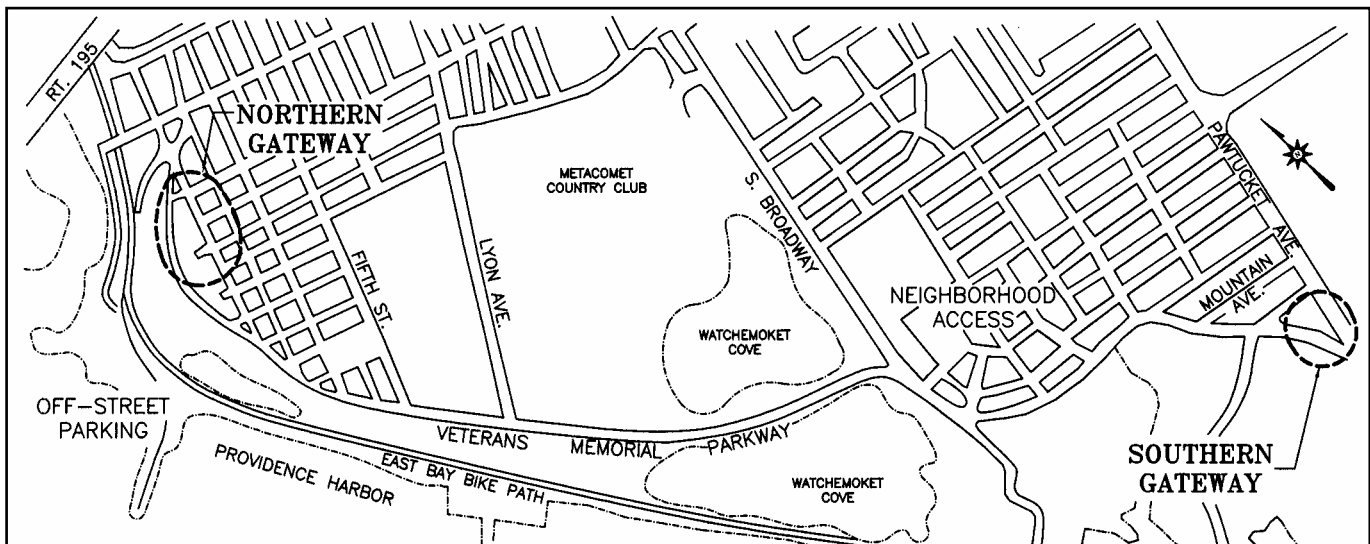 RT. 195
NORTHERN
GATEWAY
METACOMET
COUNTRY CLUB
S. BROADWAY
PAWTUCKET AVE.
LYON AVE.
FIFTH ST.
NEIGHBORHOOD
ACCESS
MOUNTAIN
AVE.
WATCHEMOKET
COVE
OFF-STREET
PARKING
VETERANS MEMORIAL PARKWAY
EAST BAY BIKE PATH
PROVIDENCE HARBOR
WATCHEMOKET
COVE
SOUTHERN
GATEWAY